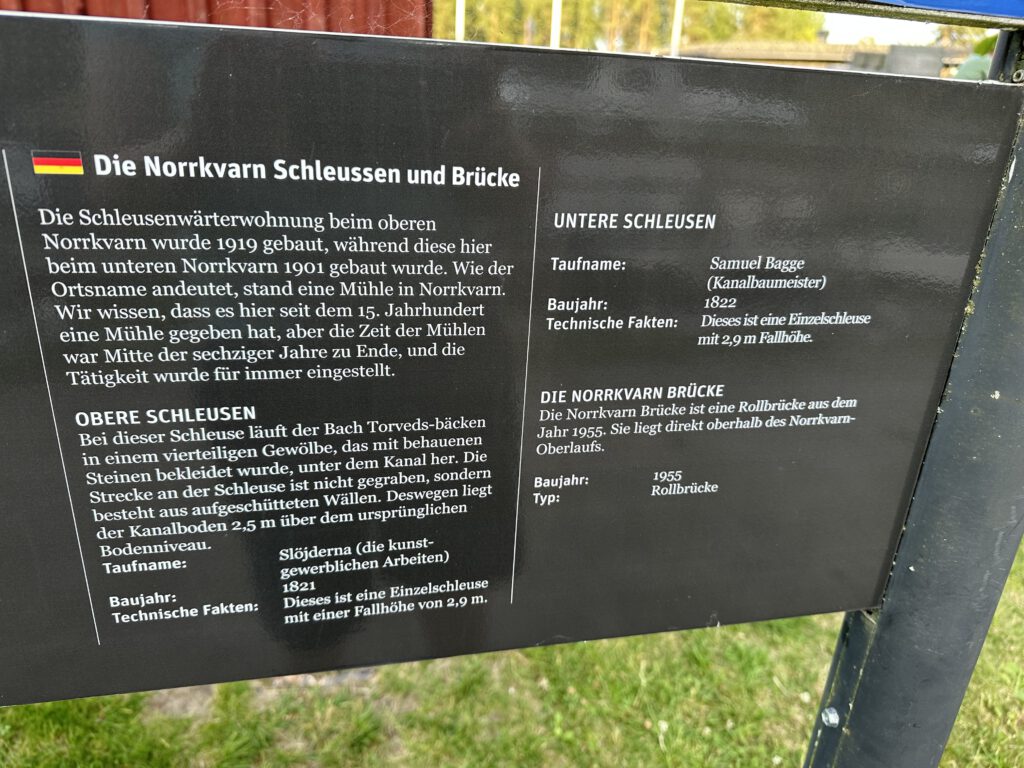 Die Norrkvarn Schleussen und Brücke
Die Schleusenwärterwohnung beim oberen
Norrkvarn wurde 1919 gebaut, während diese hier
beim unteren Norrkvarn 1901 gebaut wurde. Wie der
Ortsname andeutet, stand eine Mühle in Norrkvarn.
Wir wissen, dass es hier seit dem 15. Jahrhundert
eine Mühle gegeben hat, aber die Zeit der Mühlen
war Mitte der sechziger Jahre zu Ende, und die
Tätigkeit wurde für immer eingestellt.
OBERE SCHLEUSEN
Bei dieser Schleuse läuft der Bach Torveds-bäcken
in einem vierteiligen Gewölbe, das mit behauenen
Steinen bekleidet wurde, unter dem Kanal her. Die
Strecke an der Schleuse ist nicht gegraben, sondern
besteht aus aufgeschütteten Wällen. Deswegen liegt
der Kanalboden 2,5 m über dem ursprünglichen
Bodenniveau.
Taufname: Slöjderna (die kunst-
gewerblichen Arbeiten)
Baujahr: 1821
Technische Fakten: Dieses ist eine Einzelschleuse
mit einer Fallhöhe von 2,9 m.
UNTERE SCHLEUSEN
Taufname: Samuel Bagge
(Kanalbaumeister)
Baujahr: 1822
Technische Fakten: Dieses ist eine Einzelschleuse
mit 2,9 m Fallhöhe.
DIE NORRKVARN BRÜCKE
Die Norrkvarn Brücke ist eine Rollbrücke aus dem
Jahr 1955. Sie liegt direkt oberhalb des Norrkvarn-
Oberlaufs.
Baujahr: 1955
Typ: Rollbrücke